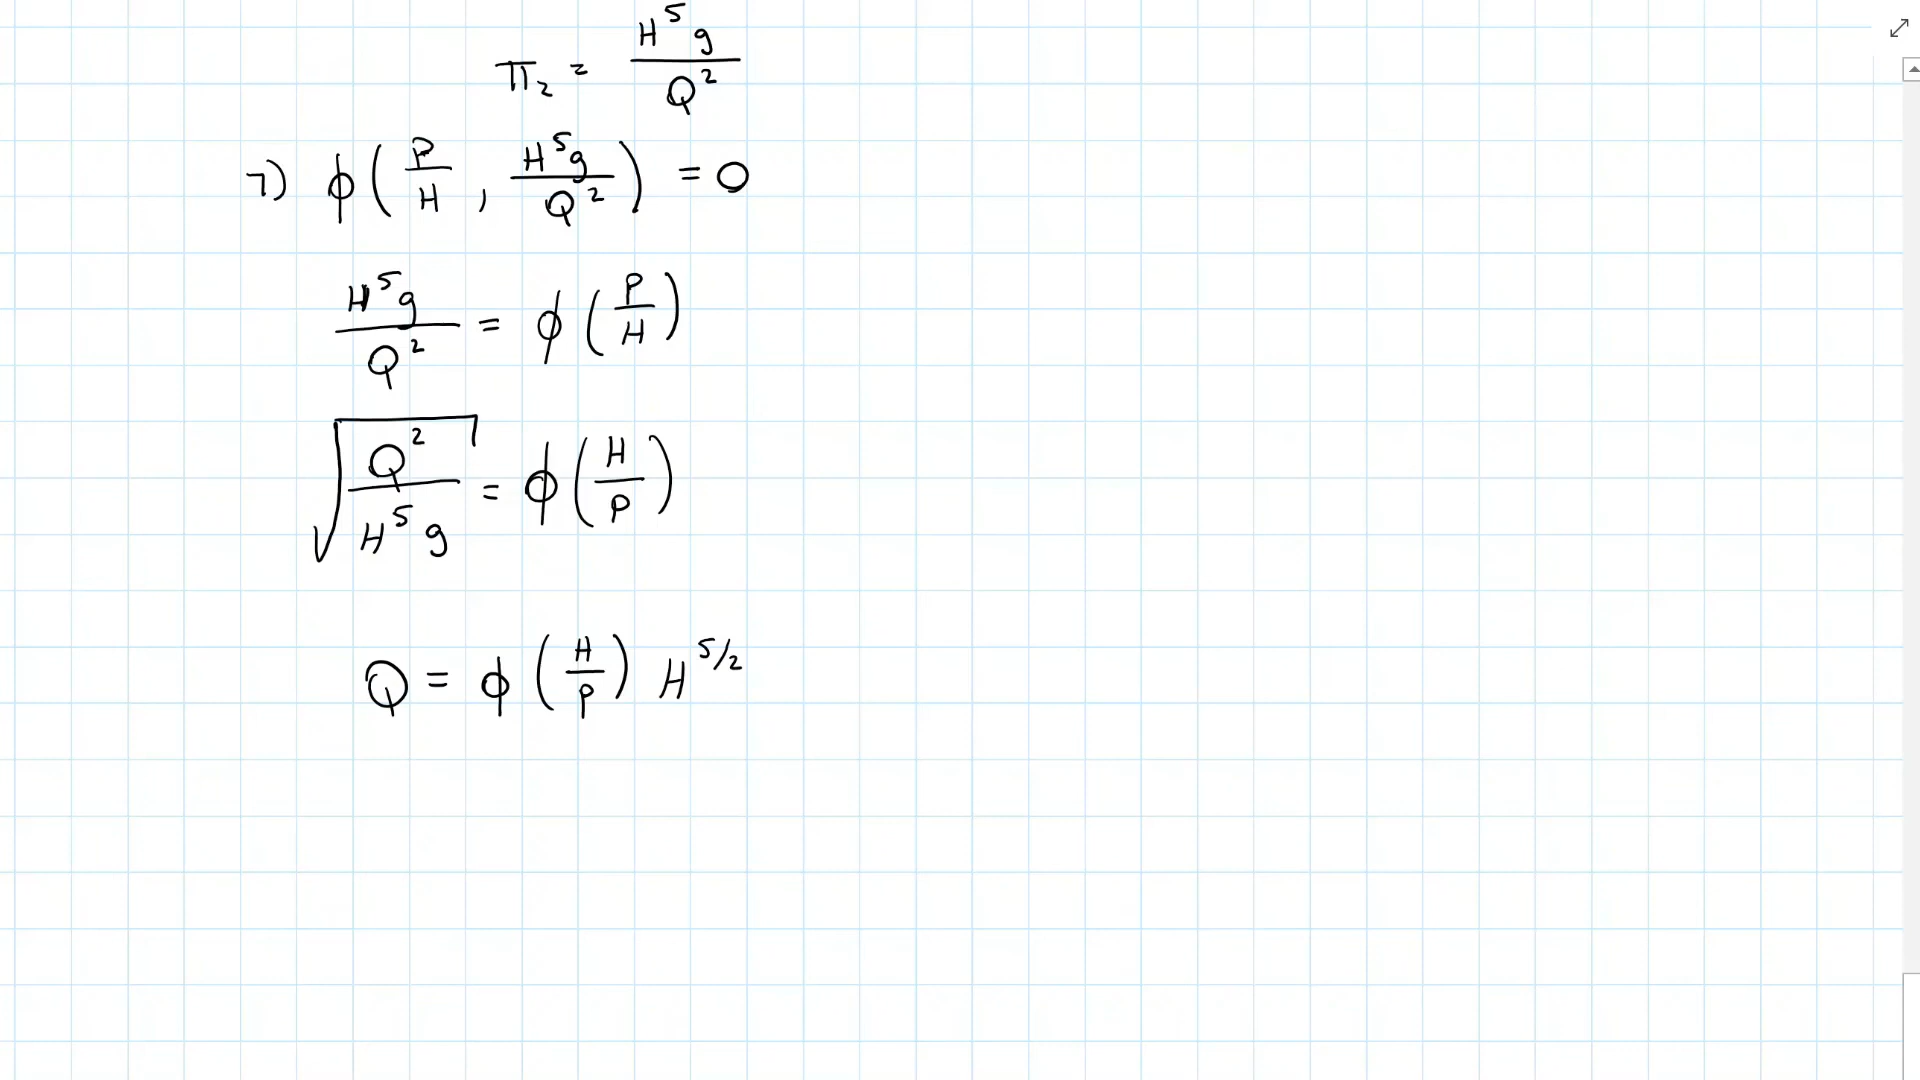 π₂ = H⁵g / Q²
7) ϕ(P/H, H⁵g/Q²) = 0
H⁵g/Q² = ϕ(P/H)
√(Q²/H⁵g) = ϕ(H/P)
Q = ϕ(H/P) H^5/2